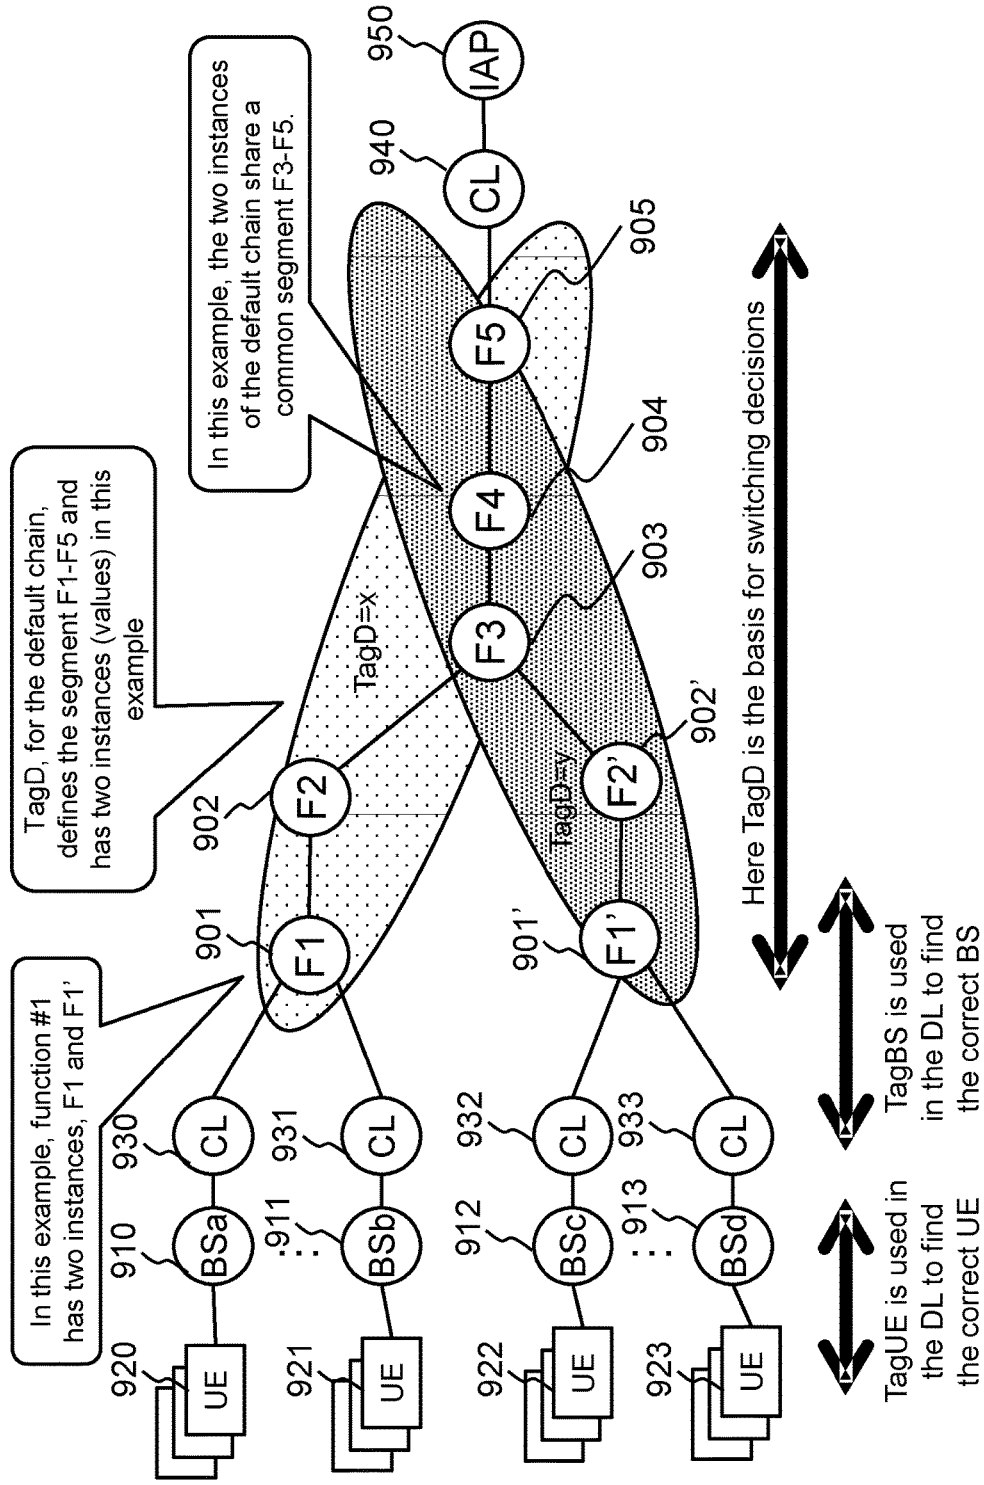 In this example, function #1
has two instances, F1 and F1’
TagD, for the default chain,
defines the segment F1-F5 and
has two instances (values) in this
example
In this example, the two instances
of the default chain share a
common segment F3-F5.
920
UE
910
BSa
930
CL
901
F1
902
F2
TagD=x
921
UE
911
BSb
931
CL
F3
903
F4
904
F5
905
CL
940
IAP
950
922
UE
912
BSc
932
CL
901’
F1’
TagD=y
F2’
902’
923
UE
913
BSd
933
CL
Here TagD is the basis for switching decisions
TagUE is used in
the DL to find
the correct UE
TagBS is used
in the DL to find
the correct BS